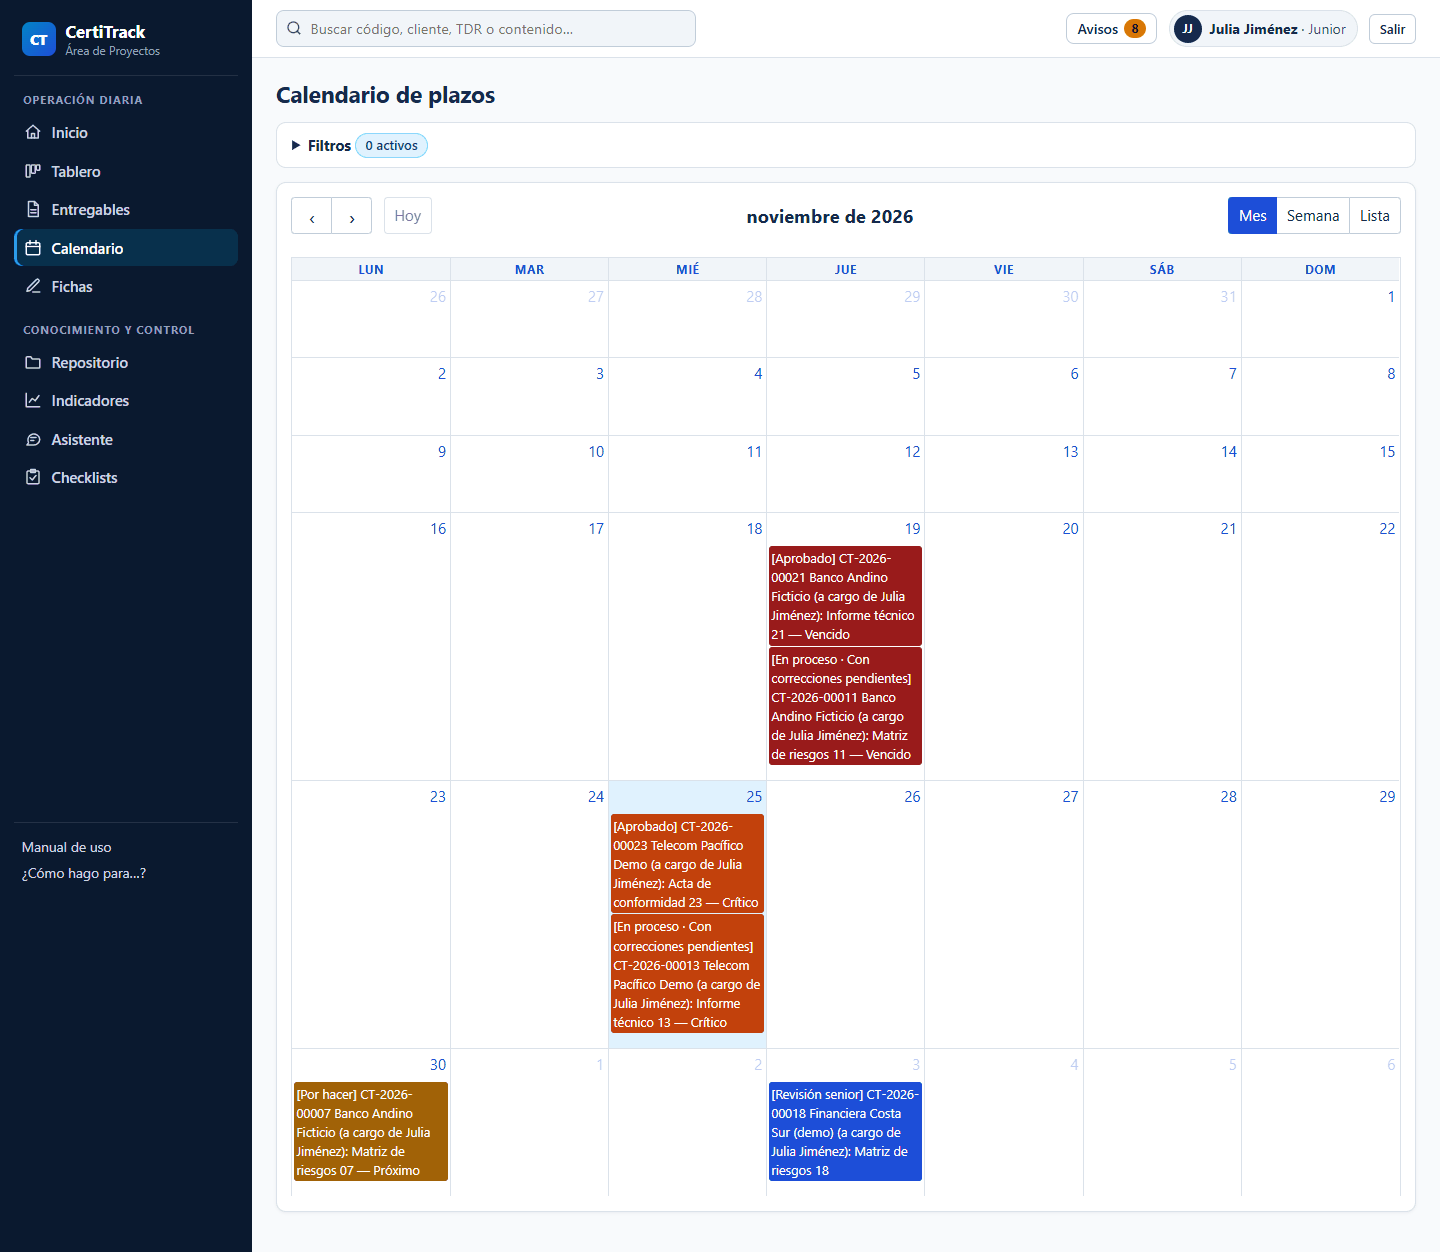 CT
CertiTrack
Área de Proyectos
OPERACIÓN DIARIA
Inicio
Tablero
Entregables
Calendario
Fichas
CONOCIMIENTO Y CONTROL
Repositorio
Indicadores
Asistente
Checklists
Manual de uso
¿Cómo hago para...?
Buscar código, cliente, TDR o contenido...
Avisos 8
JJ Julia Jiménez · Junior
Salir
Calendario de plazos
▶ Filtros 0 activos
‹ › Hoy
noviembre de 2026
Mes Semana Lista
LUN MAR MIÉ JUE VIE SÁB DOM
26 27 28 29 30 31 1
2 3 4 5 6 7 8
9 10 11 12 13 14 15
16 17 18 19 20 21 22
[Aprobado] CT-2026-
00021 Banco Andino
Ficticio (a cargo de Julia
Jiménez): Informe técnico
21 — Vencido
[En proceso · Con
correcciones pendientes]
CT-2026-00011 Banco
Andino Ficticio (a cargo
de Julia Jiménez): Matriz
de riesgos 11 — Vencido
23 24 25 26 27 28 29
[Aprobado] CT-2026-
00023 Telecom Pacífico
Demo (a cargo de Julia
Jiménez): Acta de
conformidad 23 — Crítico
[En proceso · Con
correcciones pendientes]
CT-2026-00013 Telecom
Pacífico Demo (a cargo de
Julia Jiménez): Informe
técnico 13 — Crítico
30 1 2 3 4 5 6
[Por hacer] CT-2026-
00007 Banco Andino
Ficticio (a cargo de Julia
Jiménez): Matriz de
riesgos 07 — Próximo
[Revisión senior] CT-2026-
00018 Financiera Costa
Sur (demo) (a cargo de
Julia Jiménez): Matriz de
riesgos 18